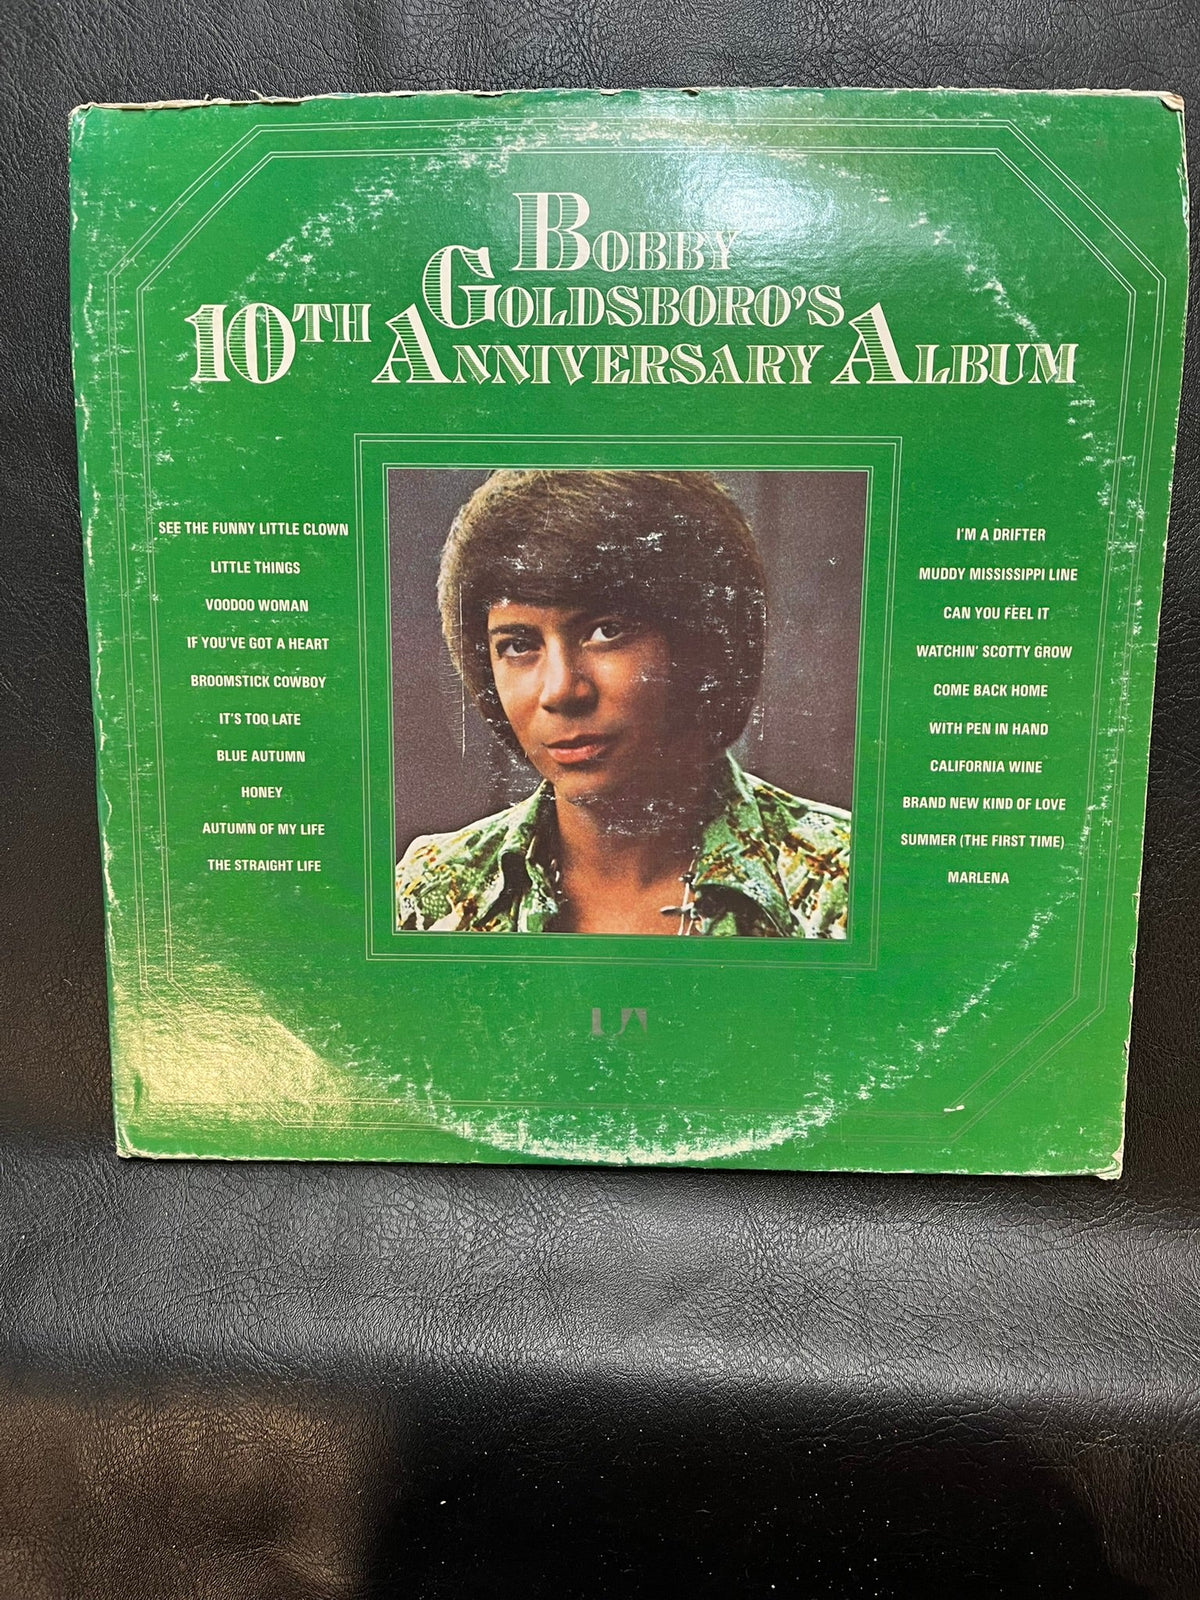 BOBBY
GOLDSBORO'S
10TH ANNIVERSARY ALBUM
SEE THE FUNNY LITTLE CLOWN
LITTLE THINGS
VOODOO WOMAN
IF YOU'VE GOT A HEART
BROOMSTICK COWBOY
IT'S TOO LATE
BLUE AUTUMN
HONEY
AUTUMN OF MY LIFE
THE STRAIGHT LIFE
I'M A DRIFTER
MUDDY MISSISSIPPI LINE
CAN YOU FEEL IT
WATCHIN' SCOTTY GROW
COME BACK HOME
WITH PEN IN HAND
CALIFORNIA WINE
BRAND NEW KIND OF LOVE
SUMMER (THE FIRST TIME)
MARLENA
UA